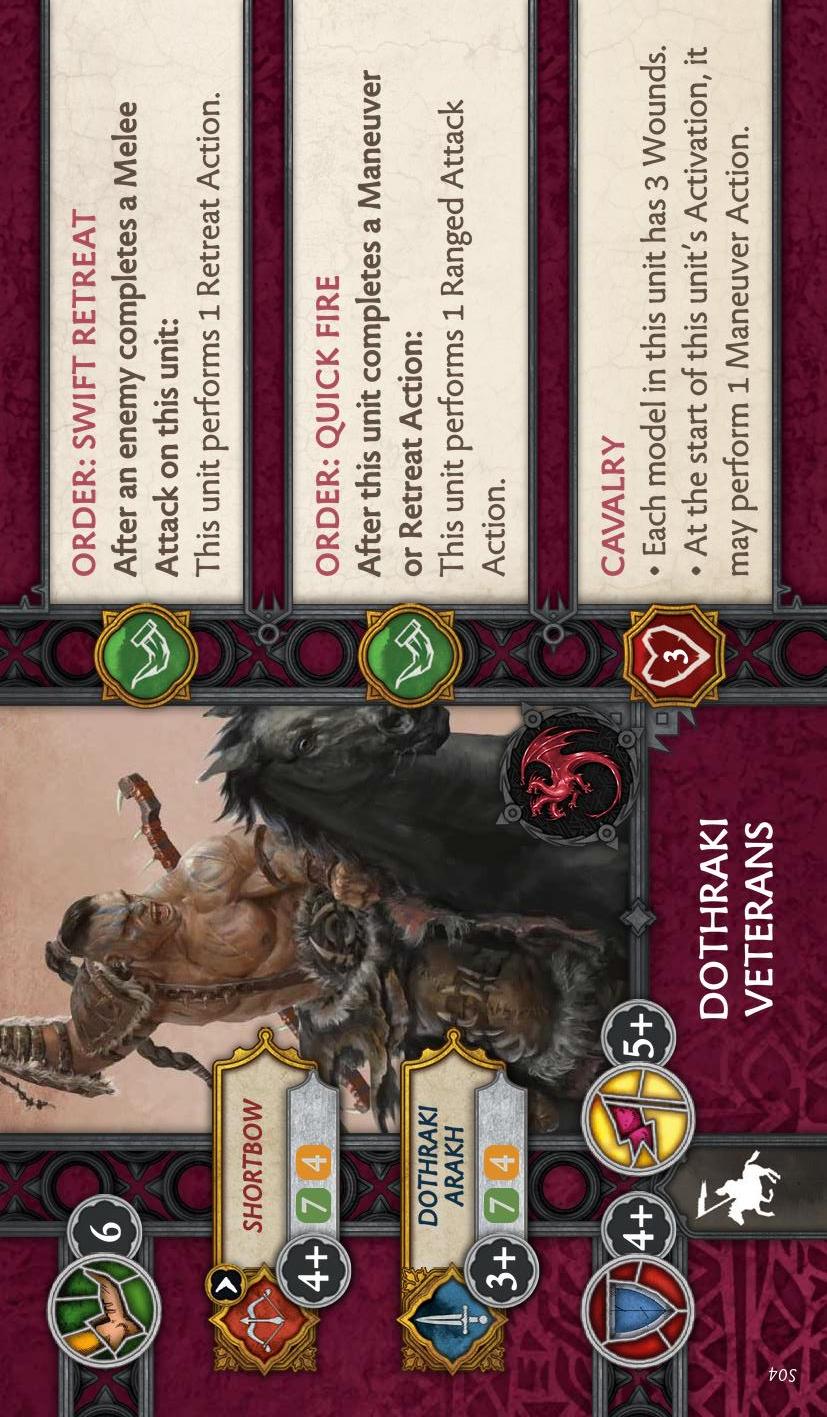 6
SHORTBOW
4+
7 4
DOTHRAKI
ARAKH
3+
7 4
4+
5+
DOTHRAKI
VETERANS
S04
ORDER: SWIFT RETREAT
After an enemy completes a Melee
Attack on this unit:
This unit performs 1 Retreat Action.
ORDER: QUICK FIRE
After this unit completes a Maneuver
or Retreat Action:
This unit performs 1 Ranged Attack
Action.
3
CAVALRY
• Each model in this unit has 3 Wounds.
• At the start of this unit's Activation, it
may perform 1 Maneuver Action.